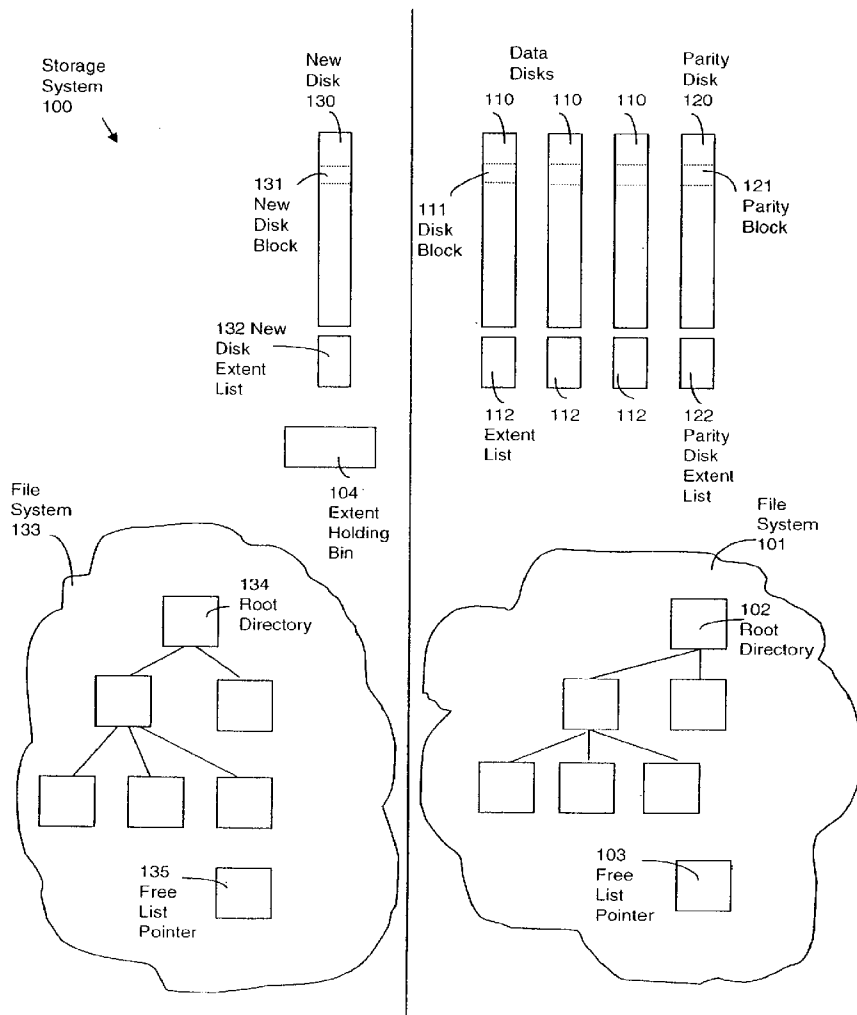 Storage
System
100
New
Disk
130
131
New
Disk
Block
132 New
Disk
Extent
List
104
Extent
Holding
Bin
Data
Disks
110
110
110
Parity
Disk
120
111 Disk
Block
121
Parity
Block
112
Extent
List
112
112
122
Parity
Disk
Extent
List
File
System
133
134
Root
Directory
135
Free
List
Pointer
File
System
101
102
Root
Directory
103
Free
List
Pointer